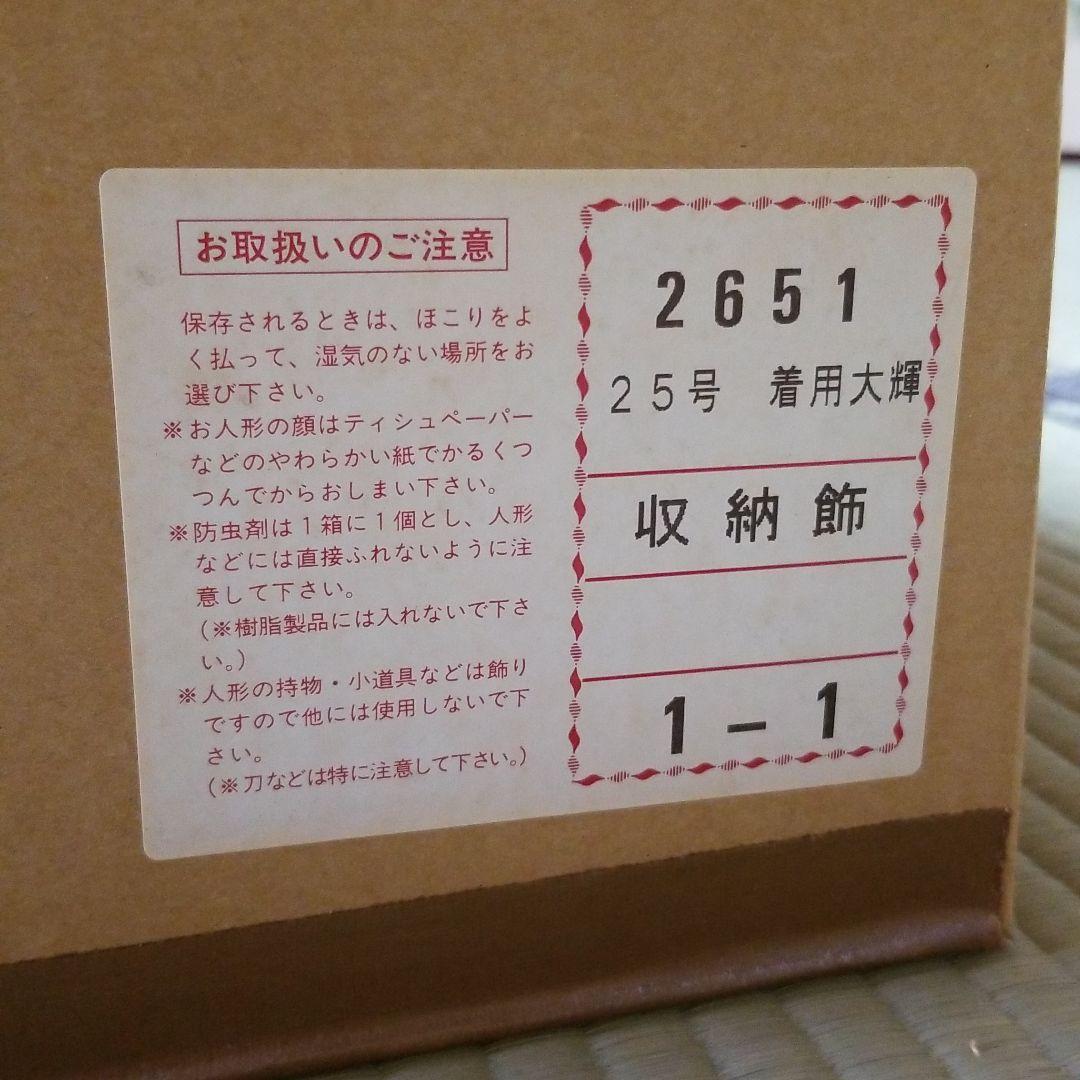 お取扱いのご注意
保存されるときは、ほこりをよ
く払って、湿気のない場所をお
選び下さい。
※お人形の顔はティシュペーパー
などのやわらかい紙でかるくつ
つんでからおしまい下さい。
※防虫剤は1箱に1個とし、人形
などには直接ふれないように注
意して下さい。
(※樹脂製品には入れないで下さ
い。)
※人形の持物・小道具などは飾り
ですので他には使用しないで下
さい。
(※刀などは特に注意して下さい。)
2651
25号 着用大輝
収納飾
1-1